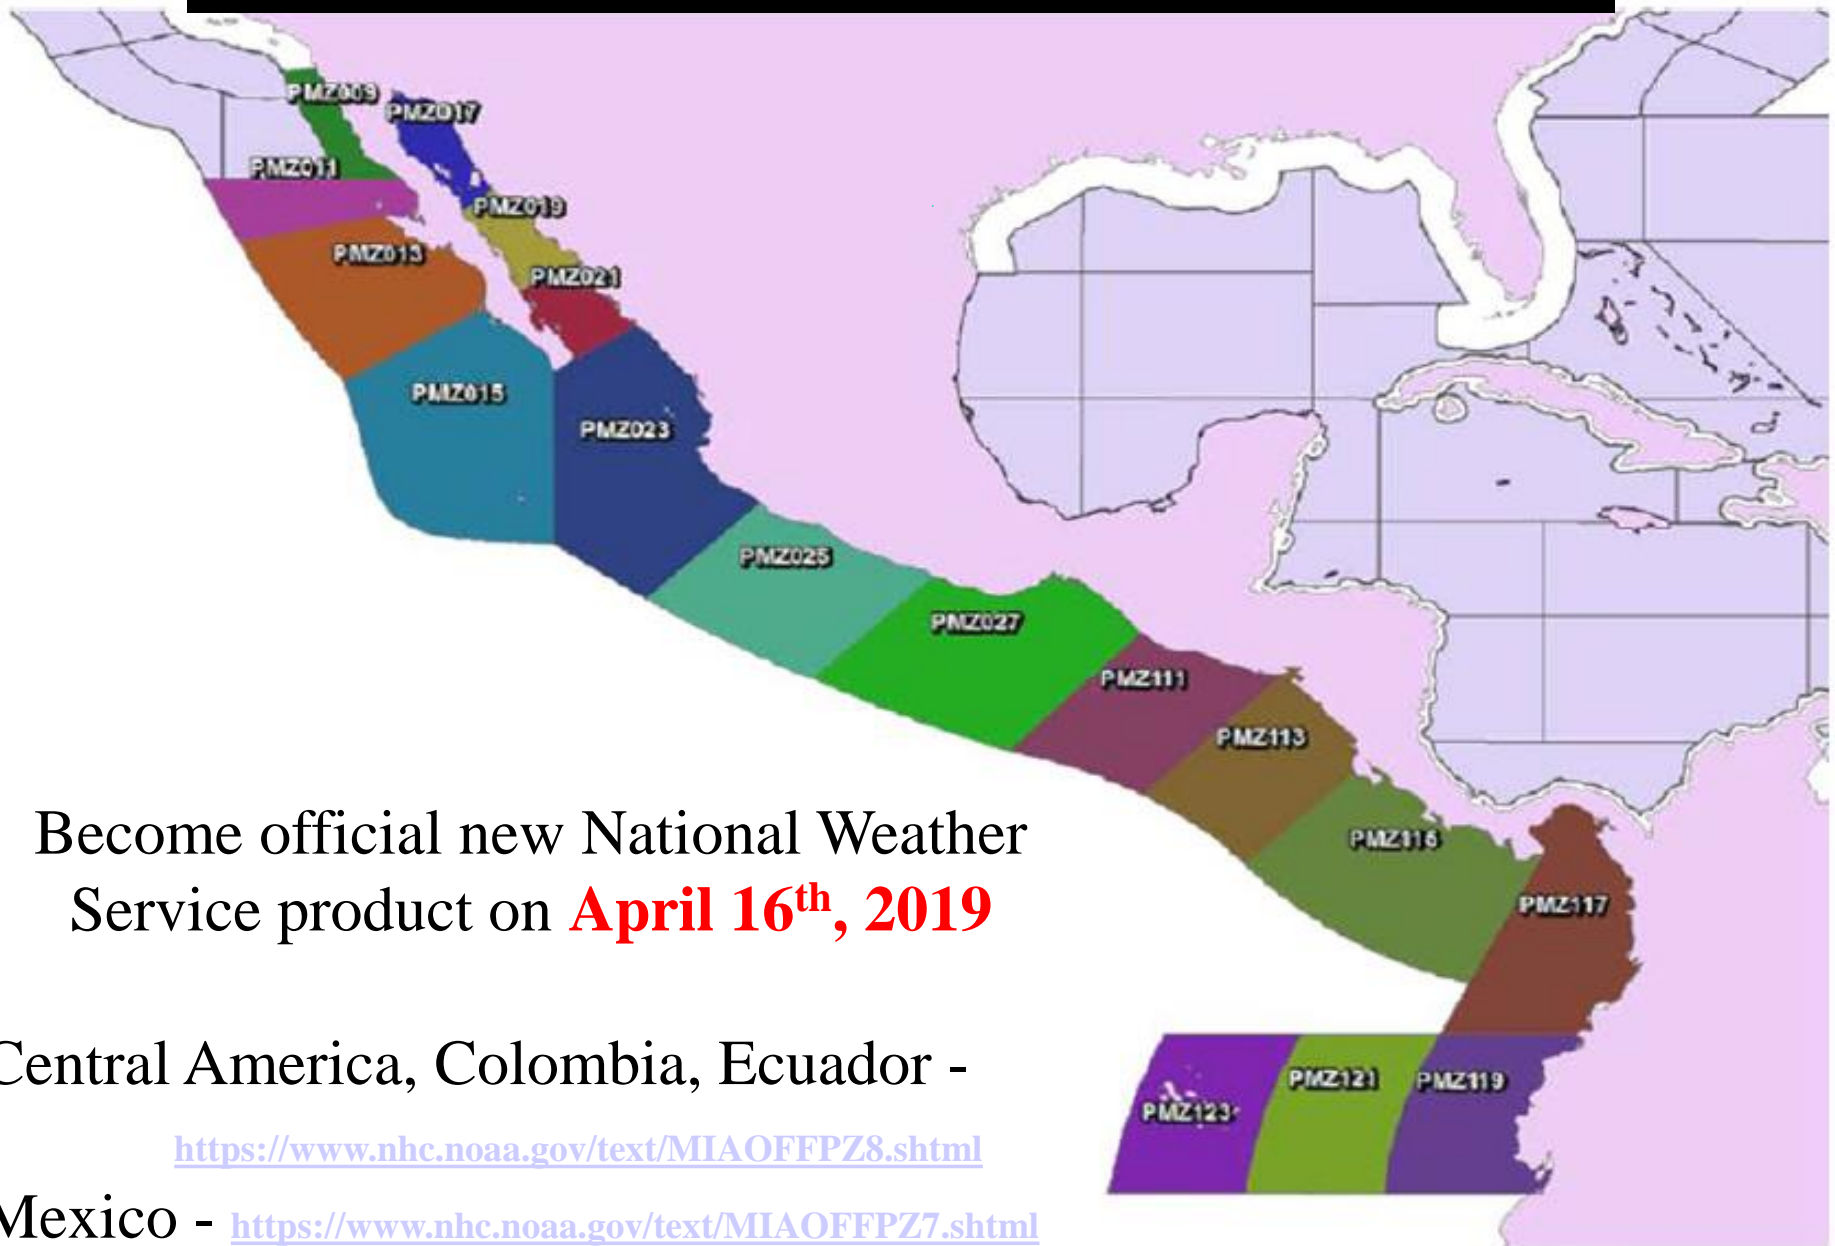 PMZ009
PMZ017
PMZ011
PMZ019
PMZ013
PMZ021
PMZ015
PMZ023
PMZ025
PMZ027
PMZ111
PMZ113
PMZ115
PMZ117
PMZ121
PMZ119
PMZ123
Become official new National Weather
Service product on April 16th, 2019
Central America, Colombia, Ecuador -
https://www.nhc.noaa.gov/text/MIAOFFPZ8.shtml
Mexico - https://www.nhc.noaa.gov/text/MIAOFFPZ7.shtml